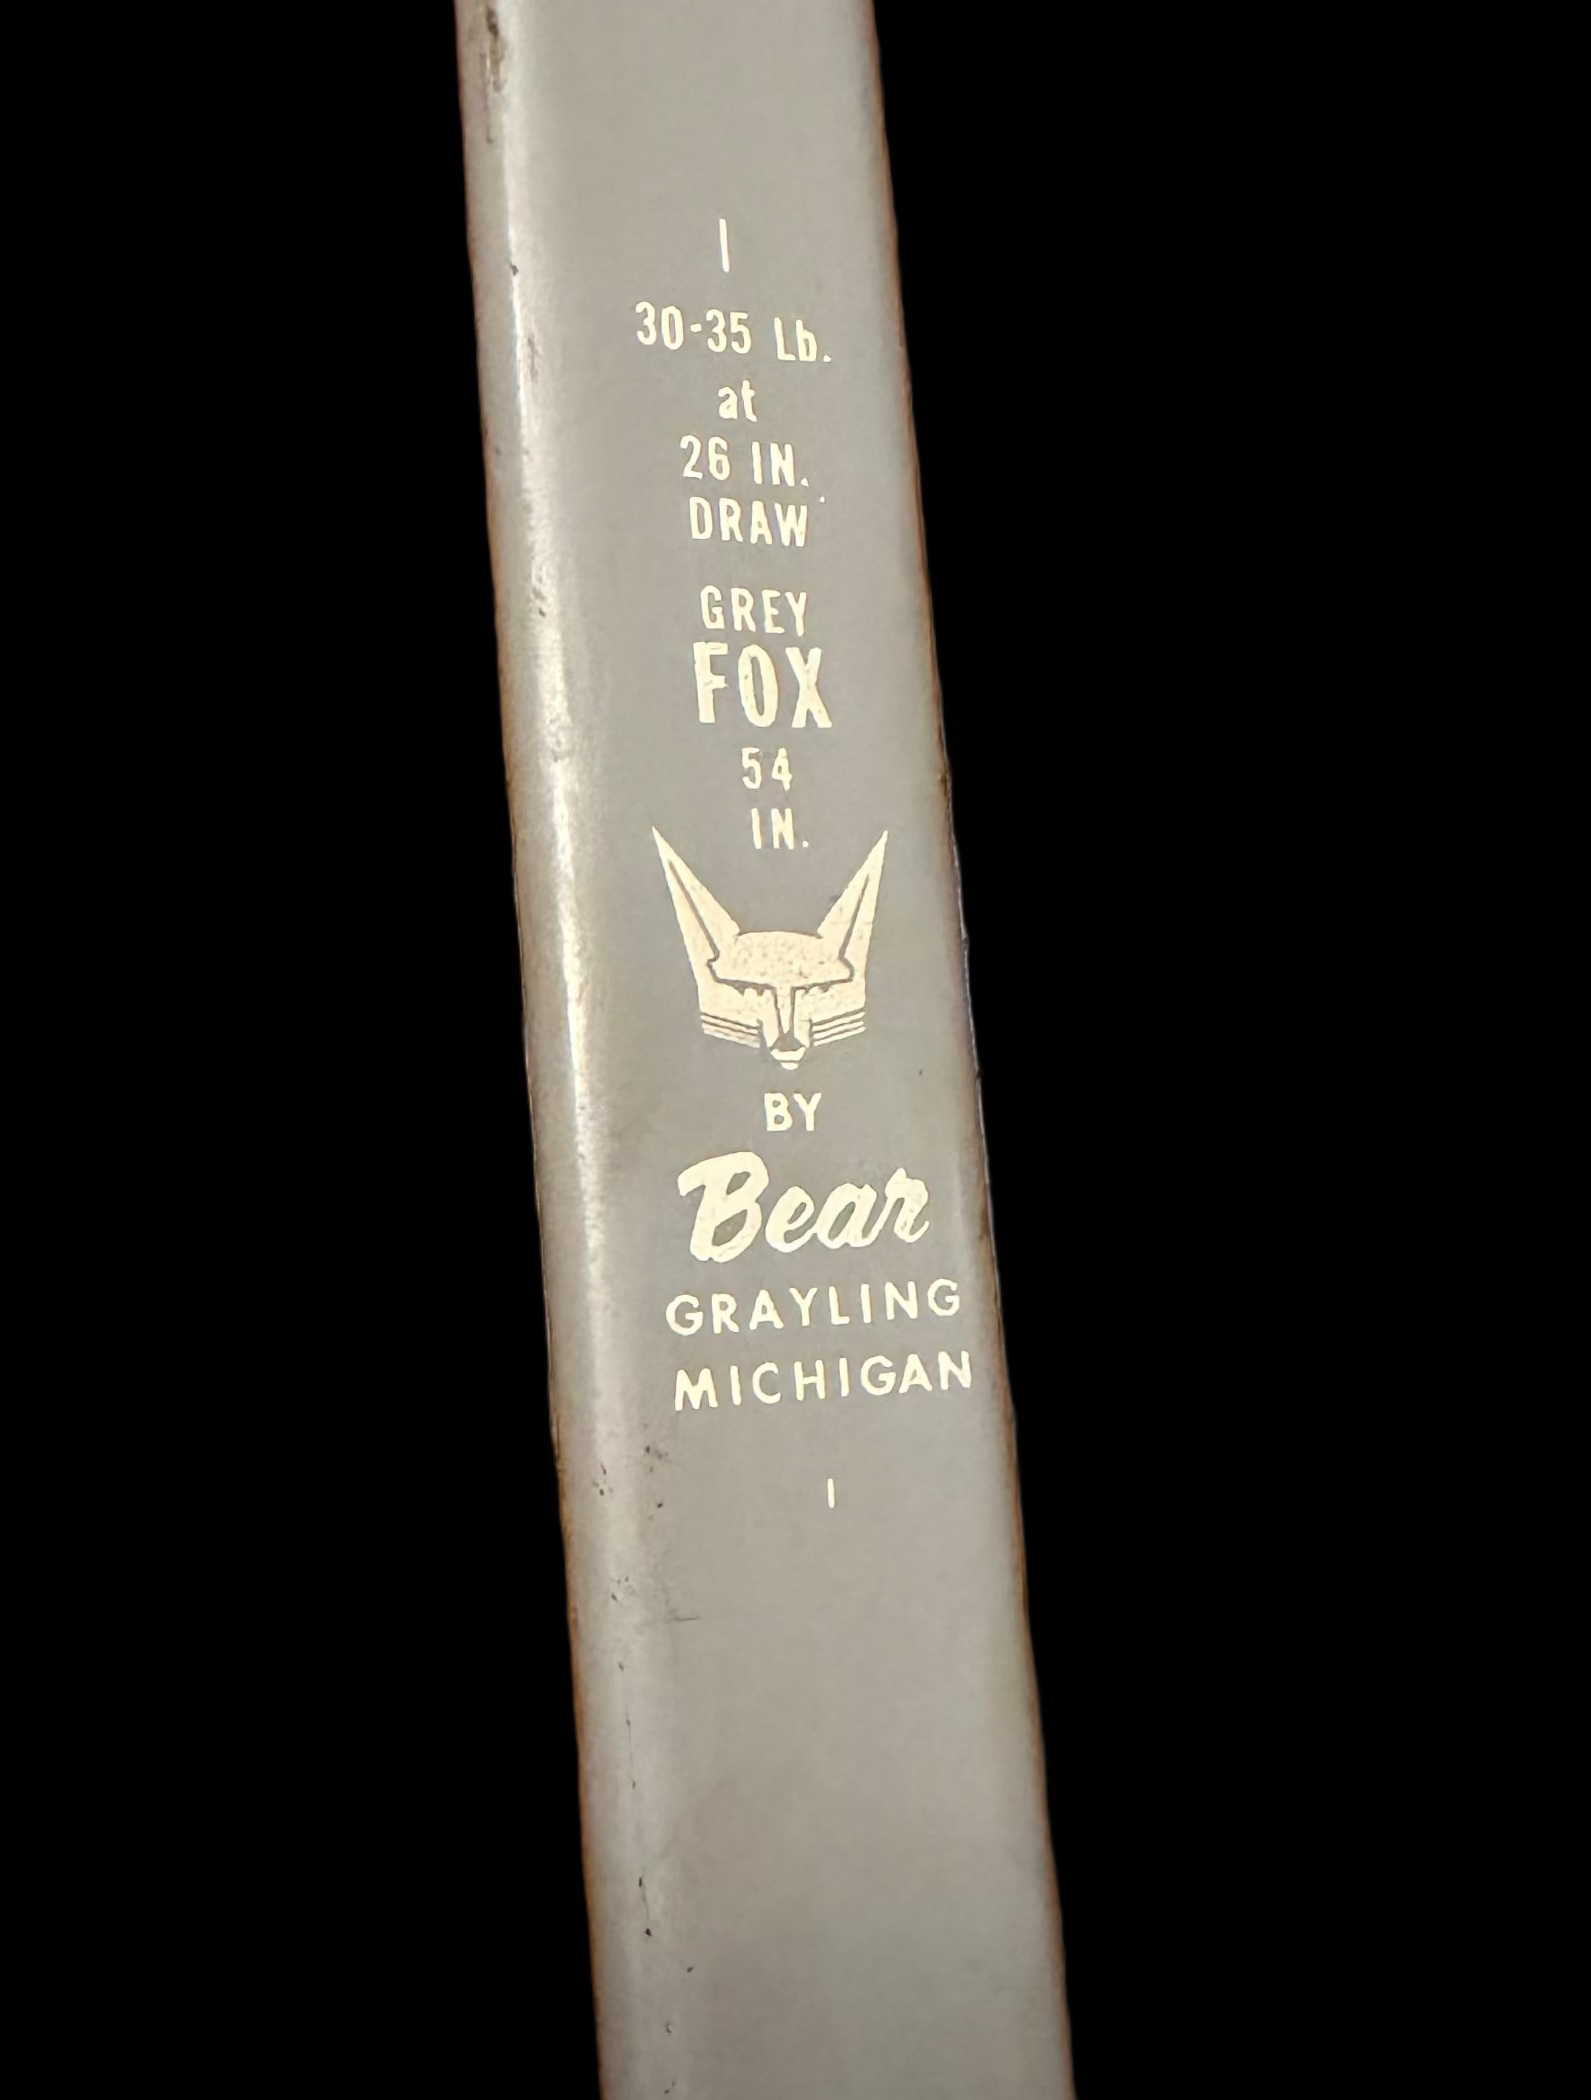 30-35 Lb.
at
26 IN.
DRAW
GREY
FOX
54
IN.
BY
Bear
GRAYLING
MICHIGAN